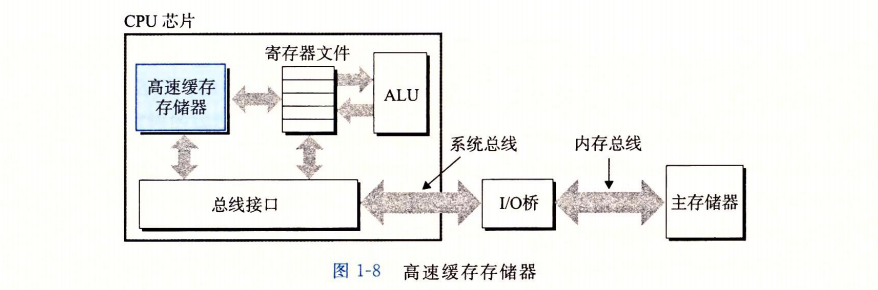 CPU 芯片
寄存器文件
高速缓存
存储器
ALU
系统总线
内存总线
总线接口
I/O桥
主存储器
图 1-8 高速缓存存储器